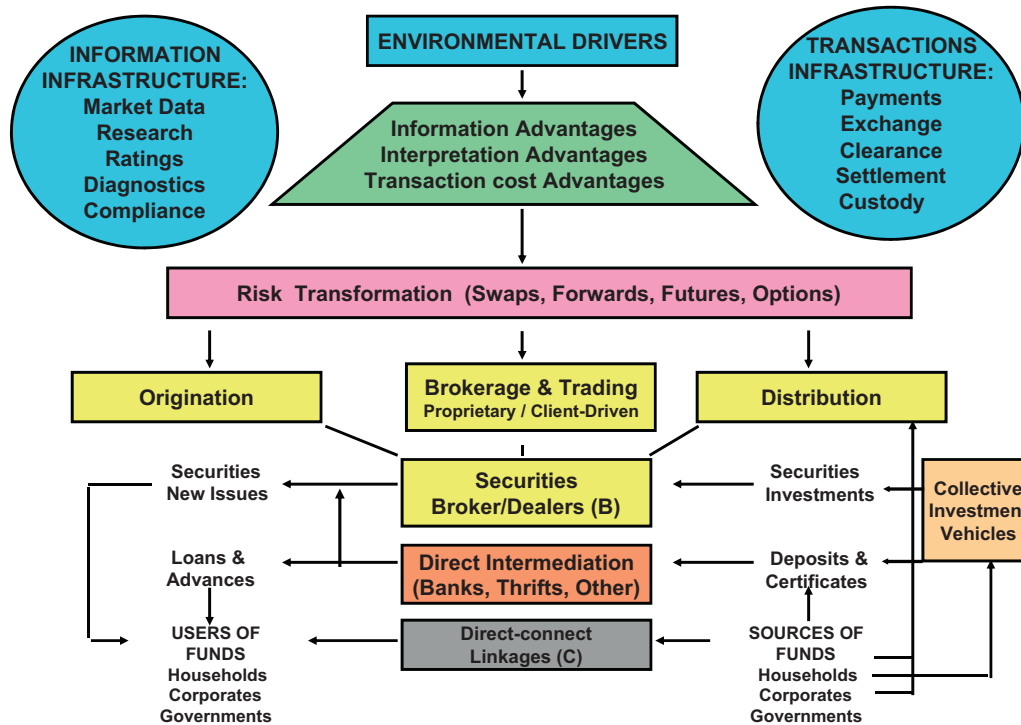 INFORMATION
INFRASTRUCTURE:
Market Data
Research
Ratings
Diagnostics
Compliance
ENVIRONMENTAL DRIVERS
TRANSACTIONS
INFRASTRUCTURE:
Payments
Exchange
Clearance
Settlement
Custody
Information Advantages
Interpretation Advantages
Transaction cost Advantages
Risk Transformation (Swaps, Forwards, Futures, Options)
Origination
Brokerage & Trading
Proprietary / Client-Driven
Distribution
Securities
New Issues
Securities
Broker/Dealers (B)
Securities
Investments
Collective
Investmen
Vehicles
Loans &
Advances
Direct Intermediation
(Banks, Thrifts, Other)
Deposits &
Certificates
USERS OF
FUNDS
Households
Corporates
Governments
Direct-connect
Linkages (C)
SOURCES OF
FUNDS
Households
Corporates
Governments